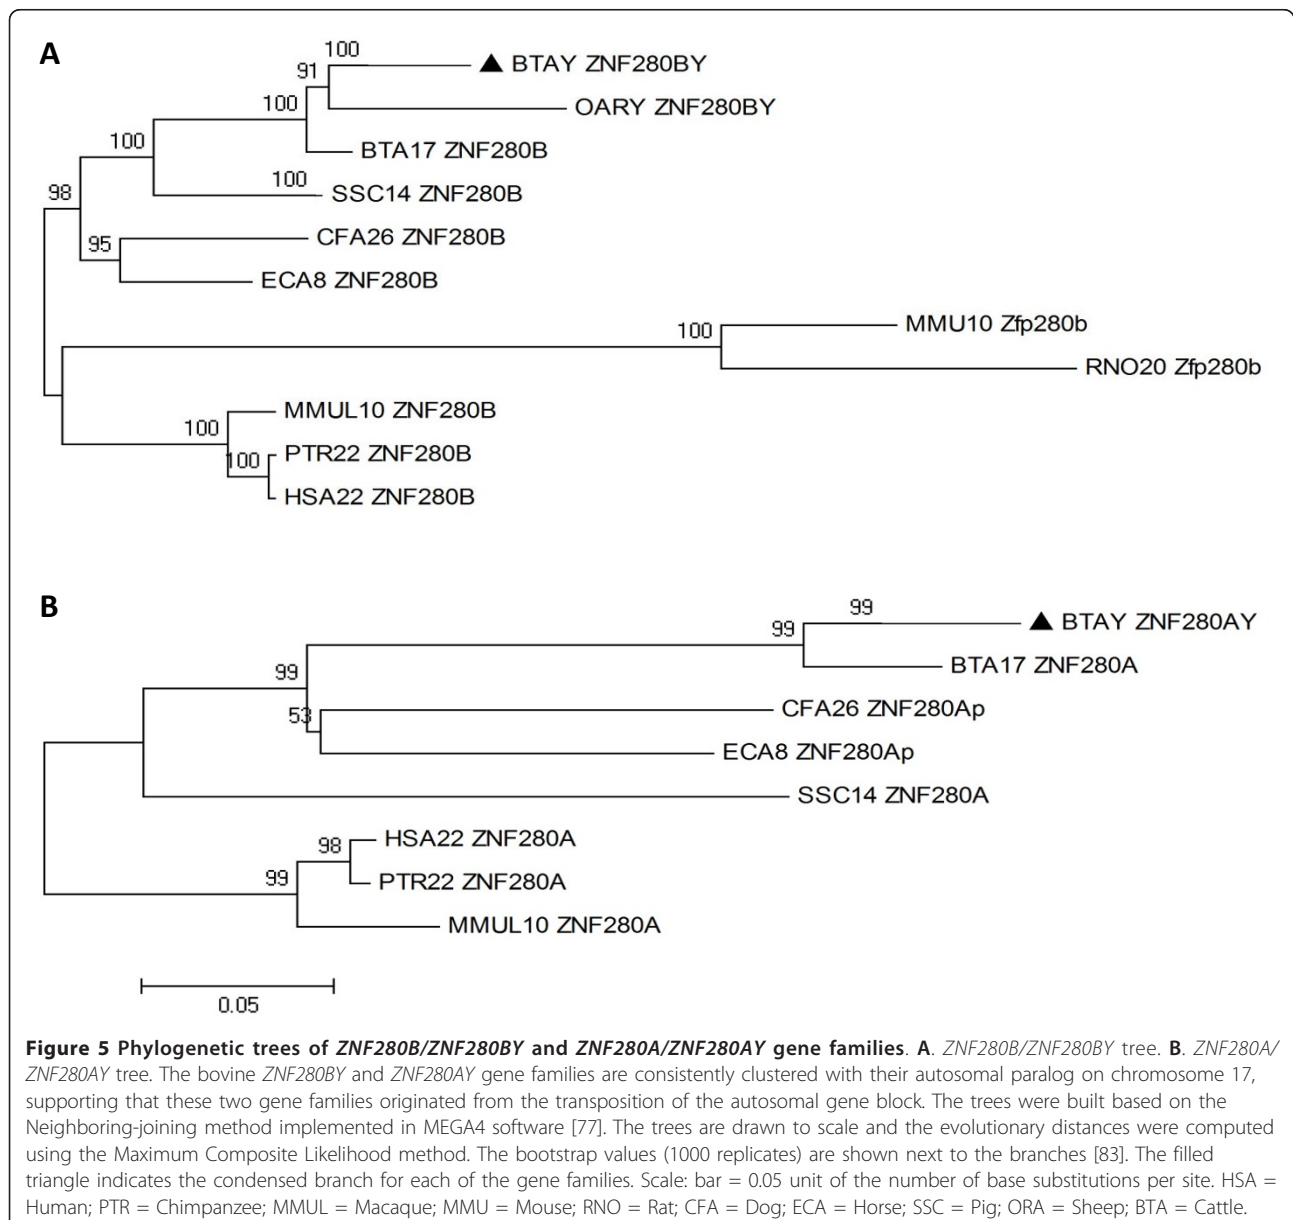 A
100
▲ BTAY ZNF280BY
91
100
OARY ZNF280BY
100
BTA17 ZNF280B
100
SSC14 ZNF280B
98
CFA26 ZNF280B
95
ECA8 ZNF280B
MMU10 Zfp280b
100
RNO20 Zfp280b
MMUL10 ZNF280B
100
PTR22 ZNF280B
100
HSA22 ZNF280B
B
99
▲ BTAY ZNF280AY
99
BTA17 ZNF280A
99
CFA26 ZNF280Ap
53
ECA8 ZNF280Ap
SSC14 ZNF280A
HSA22 ZNF280A
98
PTR22 ZNF280A
99
MMUL10 ZNF280A
0.05
Figure 5 Phylogenetic trees of ZNF280B/ZNF280BY and ZNF280A/ZNF280AY gene families. A. ZNF280B/ZNF280BY tree. B. ZNF280A/
ZNF280AY tree. The bovine ZNF280BY and ZNF280AY gene families are consistently clustered with their autosomal paralog on chromosome 17,
supporting that these two gene families originated from the transposition of the autosomal gene block. The trees were built based on the
Neighboring-joining method implemented in MEGA4 software [77]. The trees are drawn to scale and the evolutionary distances were computed
using the Maximum Composite Likelihood method. The bootstrap values (1000 replicates) are shown next to the branches [83]. The filled
triangle indicates the condensed branch for each of the gene families. Scale: bar = 0.05 unit of the number of base substitutions per site. HSA =
Human; PTR = Chimpanzee; MMUL = Macaque; MMU = Mouse; RNO = Rat; CFA = Dog; ECA = Horse; SSC = Pig; ORA = Sheep; BTA = Cattle.